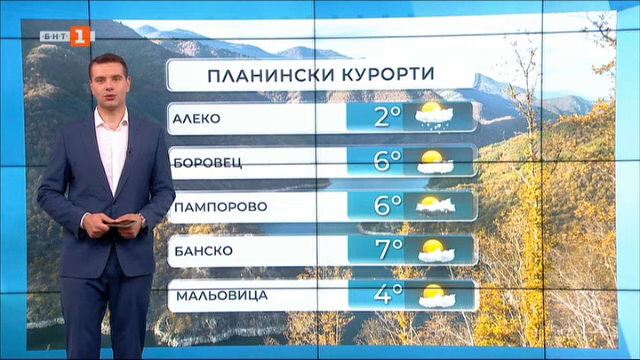 БНТ 1
ПЛАНИНСКИ КУРОРТИ
АЛЕКО 2°
БОРОВЕЦ 6°
ПАМПОРОВО 6°
БАНСКО 7°
МАЛЬОВИЦА 4°